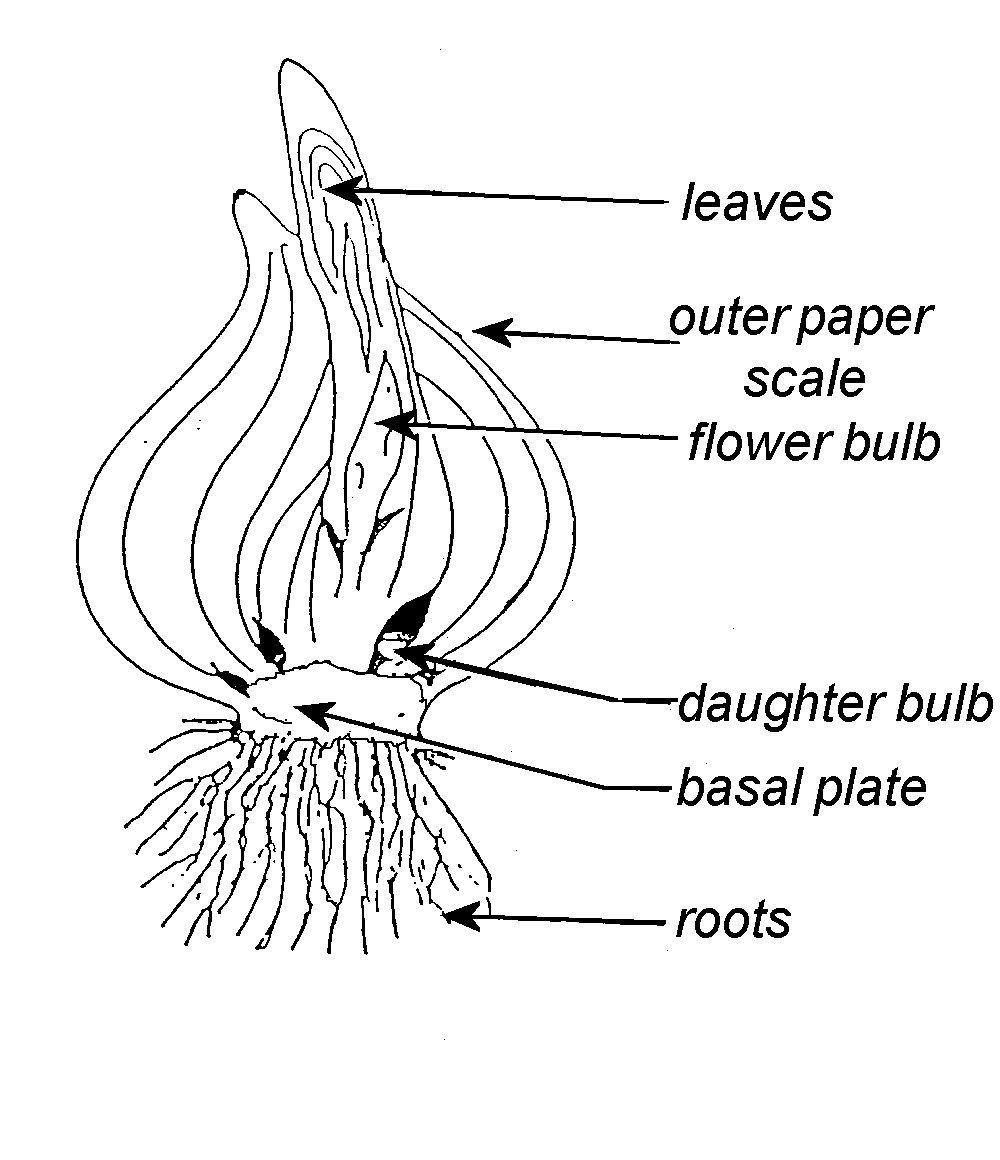 leaves
outer paper
scale
flower bulb
daughter bulb
basal plate
roots